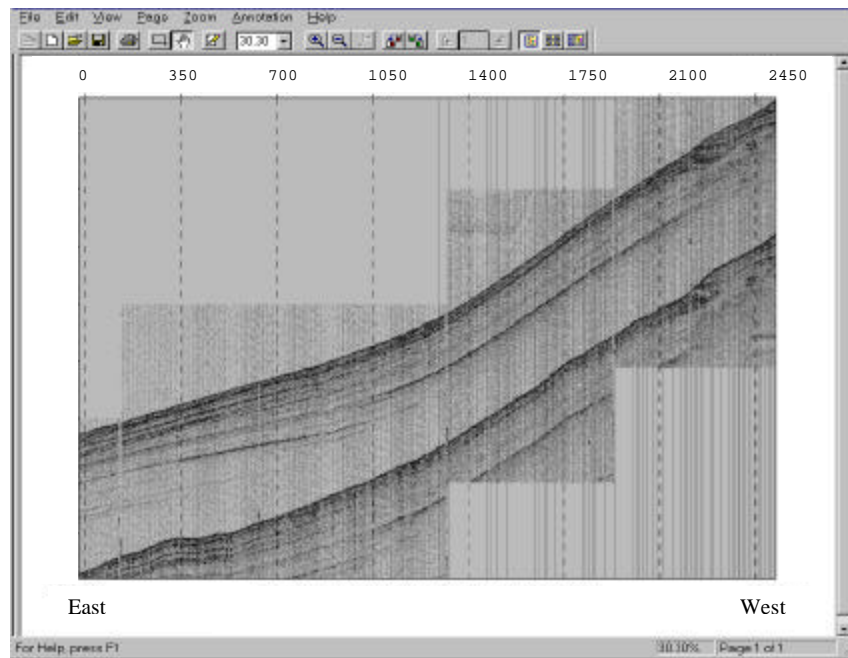 File Edit View Page Zoom Annotation Help
30.30
0 350 700 1050 1400 1750 2100 2450
East West
For Help, press F1 30.30% Page 1 of 1